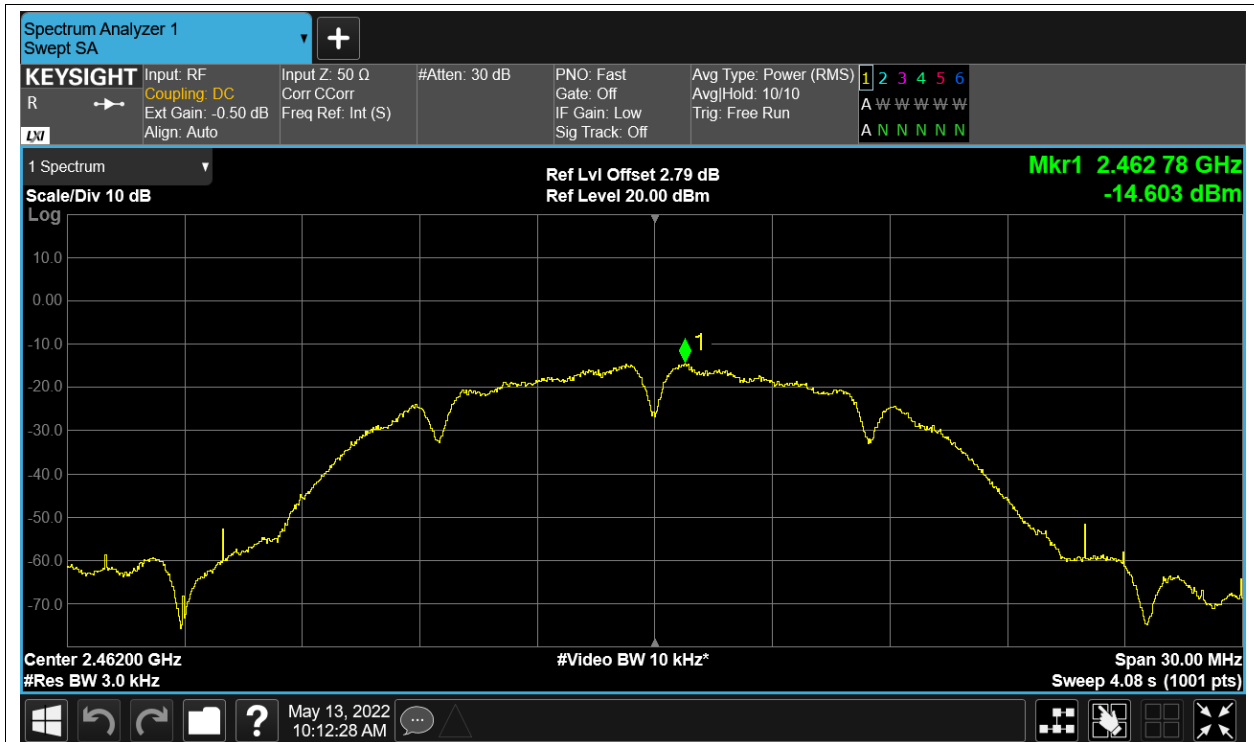 Spectrum Analyzer 1
Swept SA
+
KEYSIGHT
R
LXI
Input: RF
Coupling: DC
Ext Gain: -0.50 dB
Align: Auto
Input Z: 50 Ω
Corr CCorr
Freq Ref: Int (S)
#Atten: 30 dB
PNO: Fast
Gate: Off
IF Gain: Low
Sig Track: Off
Avg Type: Power (RMS)
Avg|Hold: 10/10
Trig: Free Run
1 2 3 4 5 6
A W W W W W
A N N N N N
1 Spectrum
Scale/Div 10 dB
Log
Ref Lvl Offset 2.79 dB
Ref Level 20.00 dBm
Mkr1 2.462 78 GHz
-14.603 dBm
10.0
0.00
-10.0
1
-20.0
-30.0
-40.0
-50.0
-60.0
-70.0
Center 2.46200 GHz
#Res BW 3.0 kHz
#Video BW 10 kHz*
Span 30.00 MHz
Sweep 4.08 s (1001 pts)
?
May 13, 2022
10:12:28 AM